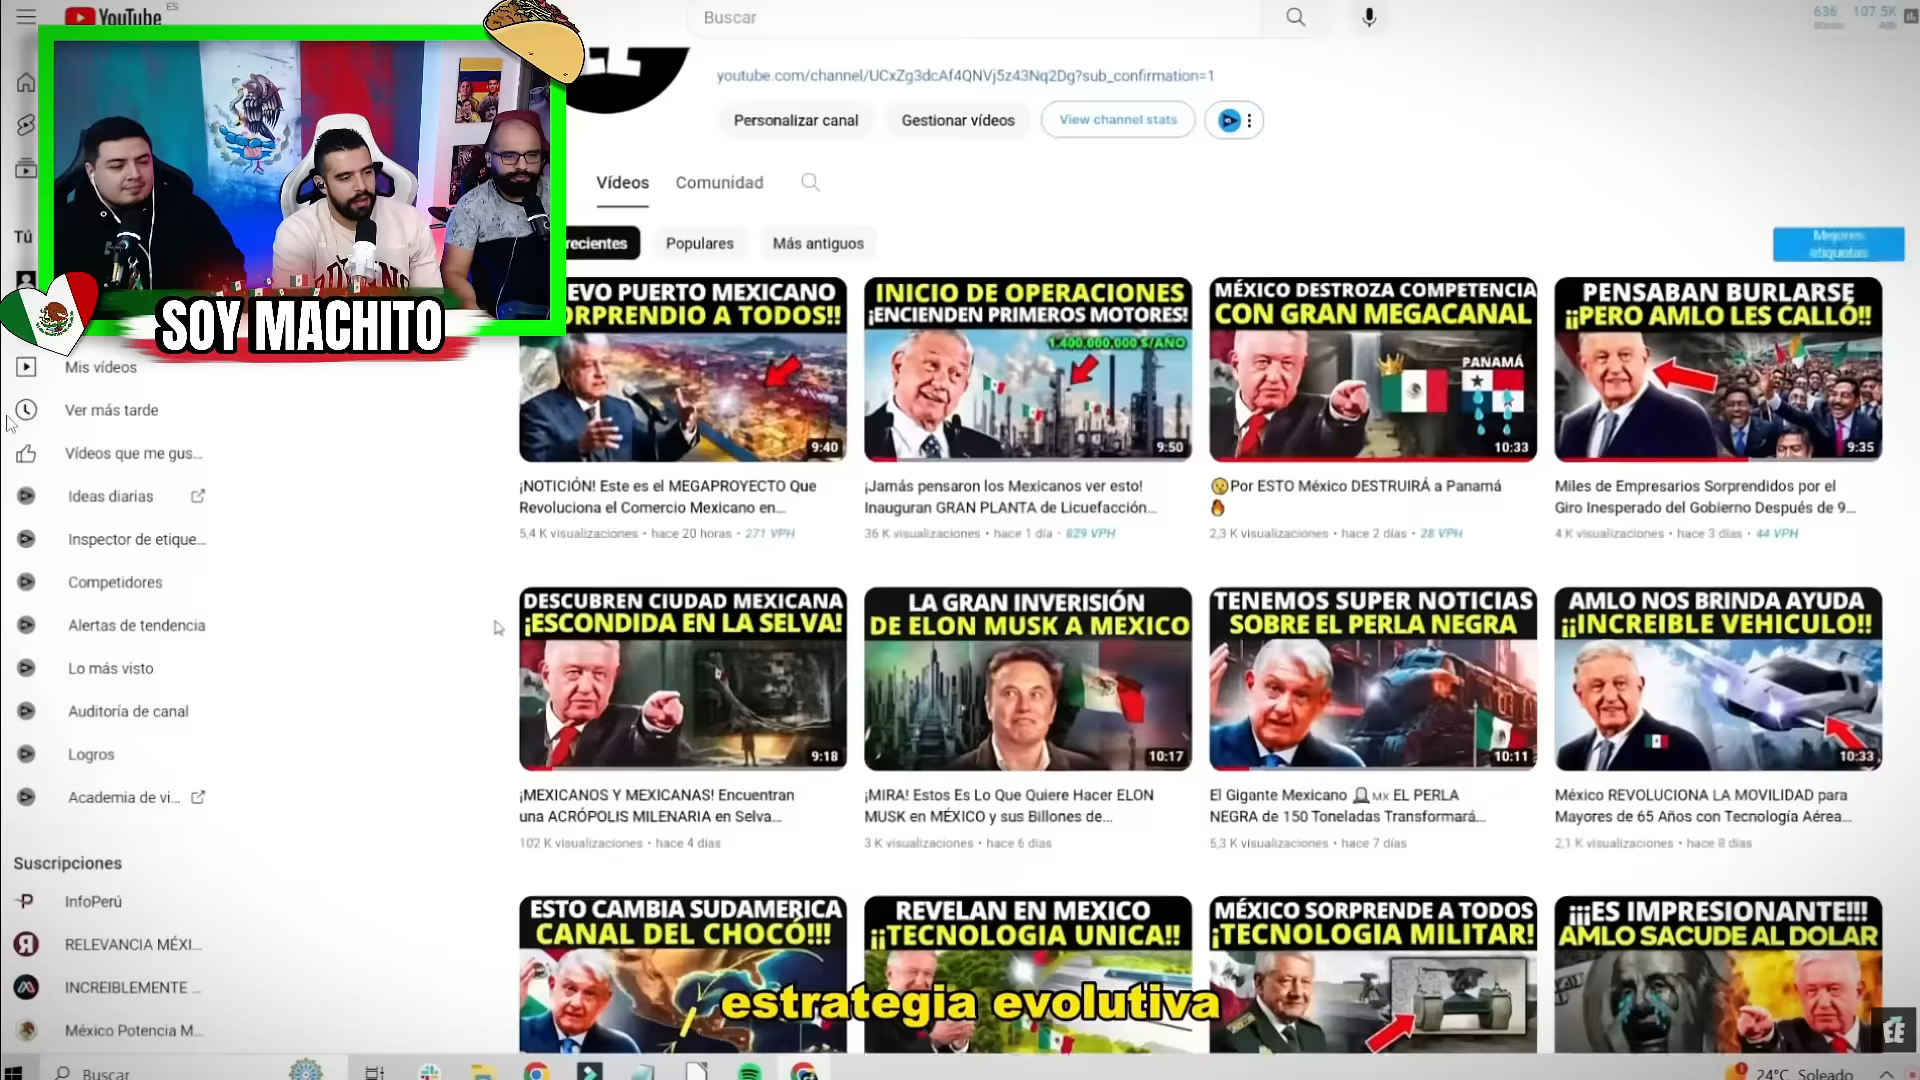 YouTube ES
Buscar
636 107 5K
60min 48h
youtube.com/channel/UCxZg3dcAf4QNVj5z43Nq2Dg?sub_confirmation=1
Personalizar canal
Gestionar vídeos
View channel stats
Vídeos
Comunidad
recientes
Populares
Más antiguos
Mejores
etiquetas
SOY MACHITO
Tú
Mis vídeos
Ver más tarde
Vídeos que me gus...
Ideas diarias
Inspector de etique...
Competidores
Alertas de tendencia
Lo más visto
Auditoría de canal
Logros
Academia de vi...
Suscripciones
InfoPerú
RELEVANCIA MÉXI...
INCREIBLEMENTE ...
México Potencia M...
EVO PUERTO MEXICANO
ORPRENDIO A TODOS!!
9:40
¡NOTICIÓN! Este es el MEGAPROYECTO Que
Revoluciona el Comercio Mexicano en...
5,4 K visualizaciones • hace 20 horas • 271 VPH
INICIO DE OPERACIONES
¡ENCIENDEN PRIMEROS MOTORES!
1.400.000.000 $/AÑO
9:50
¡Jamás pensaron los Mexicanos ver esto!
Inauguran GRAN PLANTA de Licuefacción...
36 K visualizaciones • hace 1 día • 829 VPH
MÉXICO DESTROZA COMPETENCIA
CON GRAN MEGACANAL
PANAMÁ
10:33
Por ESTO México DESTRUIRÁ a Panamá
2,3 K visualizaciones • hace 2 días • 28 VPH
PENSABAN BURLARSE
¡¡PERO AMLO LES CALLÓ!!
9:35
Miles de Empresarios Sorprendidos por el
Giro Inesperado del Gobierno Después de 9...
4 K visualizaciones • hace 3 días • 44 VPH
DESCUBREN CIUDAD MEXICANA
¡ESCONDIDA EN LA SELVA!
9:18
¡MEXICANOS Y MEXICANAS! Encuentran
una ACRÓPOLIS MILENARIA en Selva...
102 K visualizaciones • hace 4 días
LA GRAN INVERISIÓN
DE ELON MUSK A MEXICO
10:17
¡MIRA! Estos Es Lo Que Quiere Hacer ELON
MUSK en MÉXICO y sus Billones de...
3 K visualizaciones • hace 6 días
TENEMOS SUPER NOTICIAS
SOBRE EL PERLA NEGRA
10:11
El Gigante Mexicano MX EL PERLA
NEGRA de 150 Toneladas Transformará...
5,3 K visualizaciones • hace 7 días
AMLO NOS BRINDA AYUDA
¡¡INCREIBLE VEHICULO!!
10:33
México REVOLUCIONA LA MOVILIDAD para
Mayores de 65 Años con Tecnología Aérea...
2,1 K visualizaciones • hace 8 días
ESTO CAMBIA SUDAMERICA
CANAL DEL CHOCÓ!!!
REVELAN EN MEXICO
¡¡TECNOLOGIA UNICA!!
MÉXICO SORPRENDE A TODOS
¡TECNOLOGIA MILITAR!
¡¡¡ES IMPRESIONANTE!!!
AMLO SACUDE AL DOLAR
estrategia evolutiva
EE
Buscar
24°C Soleado